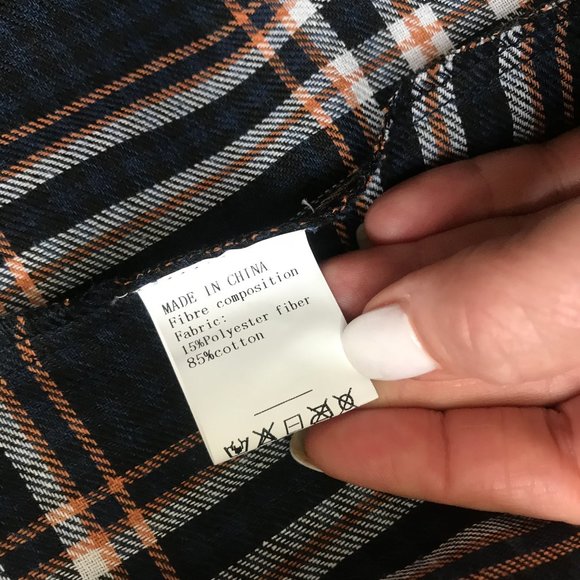 MADE IN CHINA
Fibre composition
Fabric:
15%Polyester fiber
85%cotton